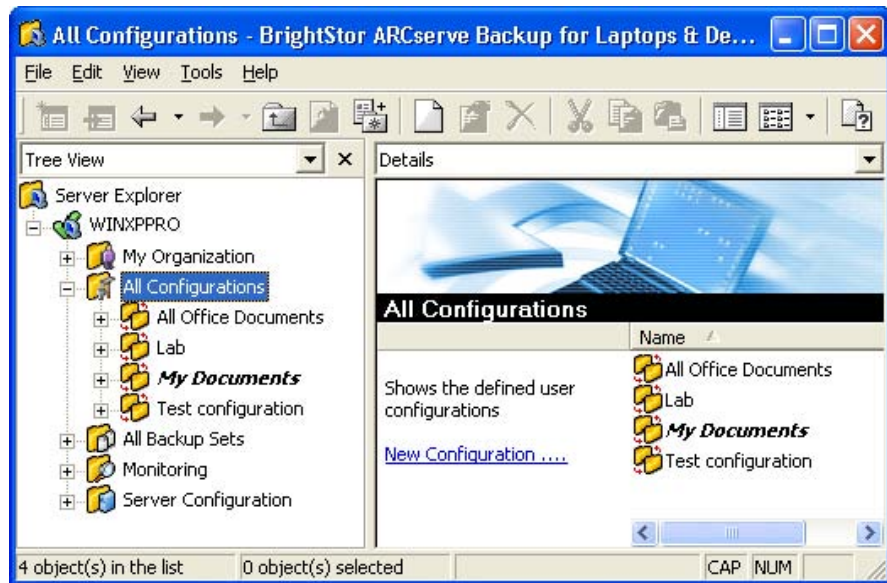 All Configurations - BrightStor ARCserve Backup for Laptops & De...
File Edit View Tools Help
Tree View
Details
Server Explorer
WINXPPRO
My Organization
All Configurations
All Office Documents
Lab
My Documents
Test configuration
All Backup Sets
Monitoring
Server Configuration
All Configurations
Shows the defined user
configurations
New Configuration ....
Name
All Office Documents
Lab
My Documents
Test configuration
4 object(s) in the list
0 object(s) selected
CAP
NUM